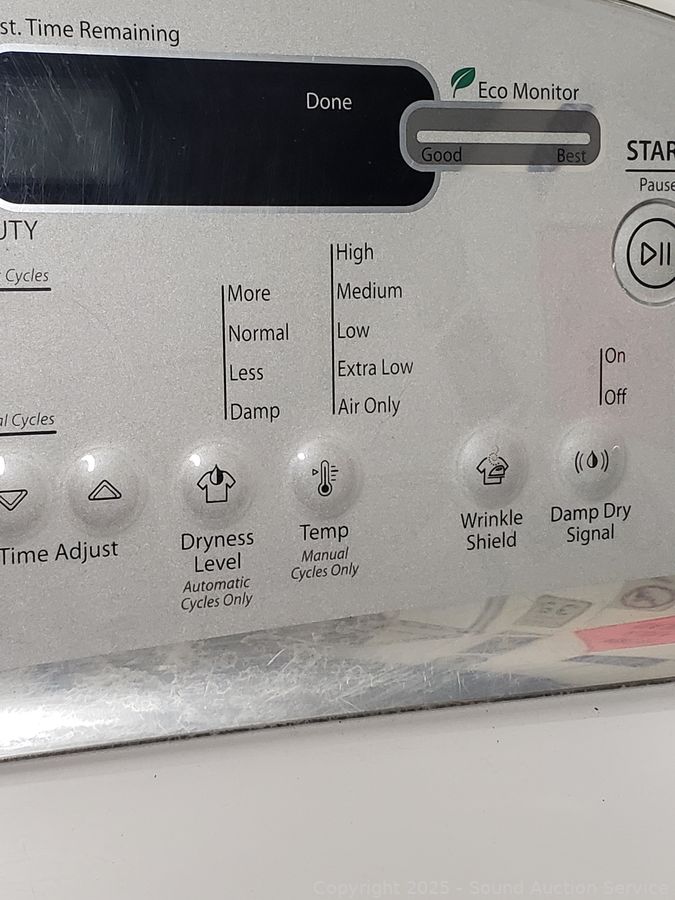 st. Time Remaining
Done
Eco Monitor
Good
Best
STAR
Pause
UTY
Cycles
High
More
Medium
Normal
Low
On
Less
Extra Low
Off
Damp
Air Only
al Cycles
Time Adjust
Dryness
Level
Automatic
Cycles Only
Temp
Manual
Cycles Only
Wrinkle
Shield
Damp Dry
Signal
Copyright 2025 - Sound Auction Service